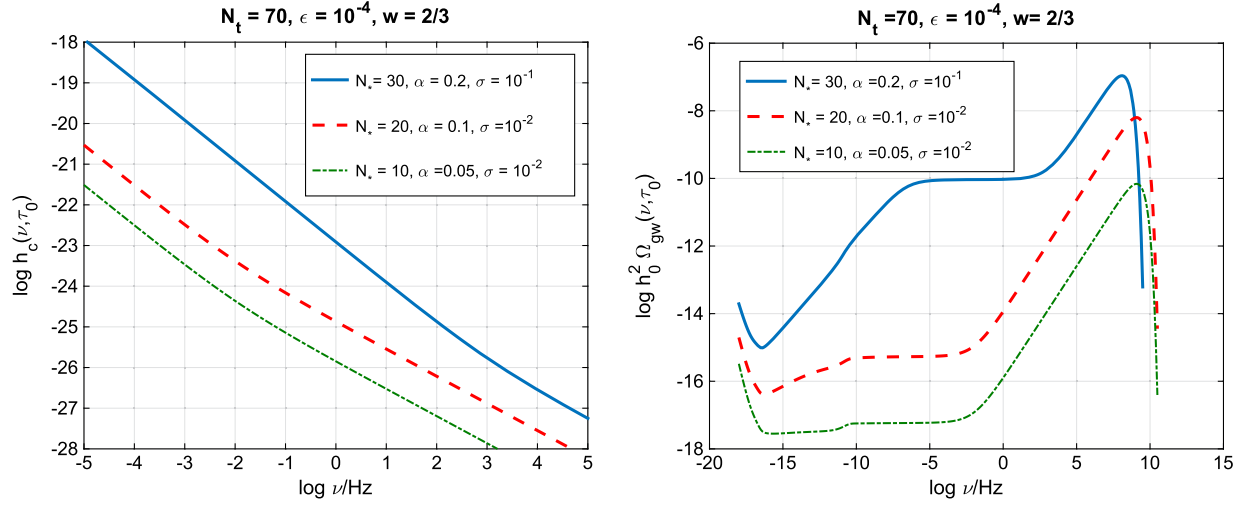 N_t = 70, ϵ = 10^-4, w = 2/3
log h_c(ν,τ_0)
-18
-19
-20
-21
-22
-23
-24
-25
-26
-27
-28
N_⋆= 30, α =0.2, σ =10^-1
N_⋆ = 20, α =0.1, σ =10^-2
N_⋆ = 10, α =0.05, σ =10^-2
-5 -4 -3 -2 -1 0 1 2 3 4 5
log ν/Hz
N_t =70, ϵ = 10^-4, w= 2/3
log h_0^2 Ω_gw(ν,τ_0)
-6
-8
-10
-12
-14
-16
-18
N_⋆= 30, α =0.2, σ =10^-1
N_⋆ = 20, α =0.1, σ =10^-2
N_⋆ =10, α =0.05, σ =10^-2
-20 -15 -10 -5 0 5 10 15
log ν/Hz